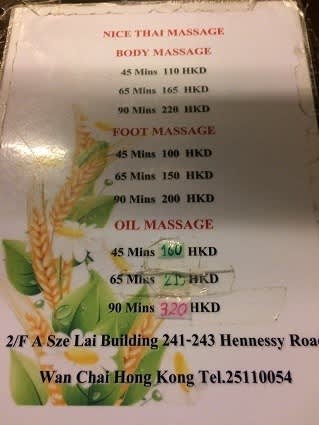 NICE THAI MASSAGE
BODY MASSAGE
45 Mins 110 HKD
65 Mins 165 HKD
90 Mins 220 HKD
FOOT MASSAGE
45 Mins 100 HKD
65 Mins 150 HKD
90 Mins 200 HKD
OIL MASSAGE
45 Mins 160 HKD
65 Mins HKD
90 Mins 320 HKD
2/F A Sze Lai Building 241-243 Hennessy Road
Wan Chai Hong Kong Tel.25110054